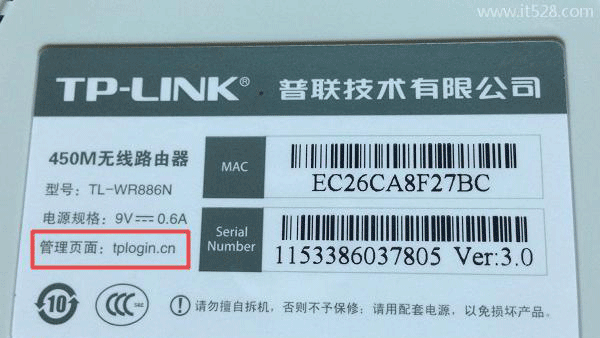 www.it528.com
TP-LINK® 普联技术有限公司
450M无线路由器
型号: TL-WR886N
电源规格: 9V⎓0.6A
管理页面: tplogin.cn
MAC
EC26CA8F27BC
Serial
Number
1153386037805 Ver:3.0
10
CCC S&E
! 请勿擅自拆机，否则不予保修；请用配套电源，以免损坏产品。